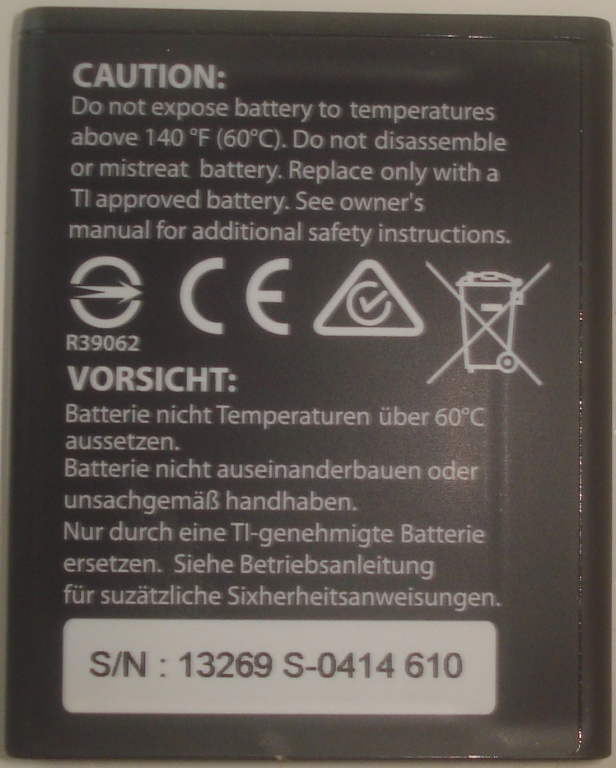 CAUTION:
Do not expose battery to temperatures
above 140 °F (60°C). Do not disassemble
or mistreat battery. Replace only with a
TI approved battery. See owner's
manual for additional safety instructions.
CE
R39062
VORSICHT:
Batterie nicht Temperaturen über 60°C
aussetzen.
Batterie nicht auseinanderbauen oder
unsachgemäß handhaben.
Nur durch eine TI-genehmigte Batterie
ersetzen. Siehe Betriebsanleitung
für suzätzliche Sixherheitsanweisungen.
S/N : 13269 S-0414 610